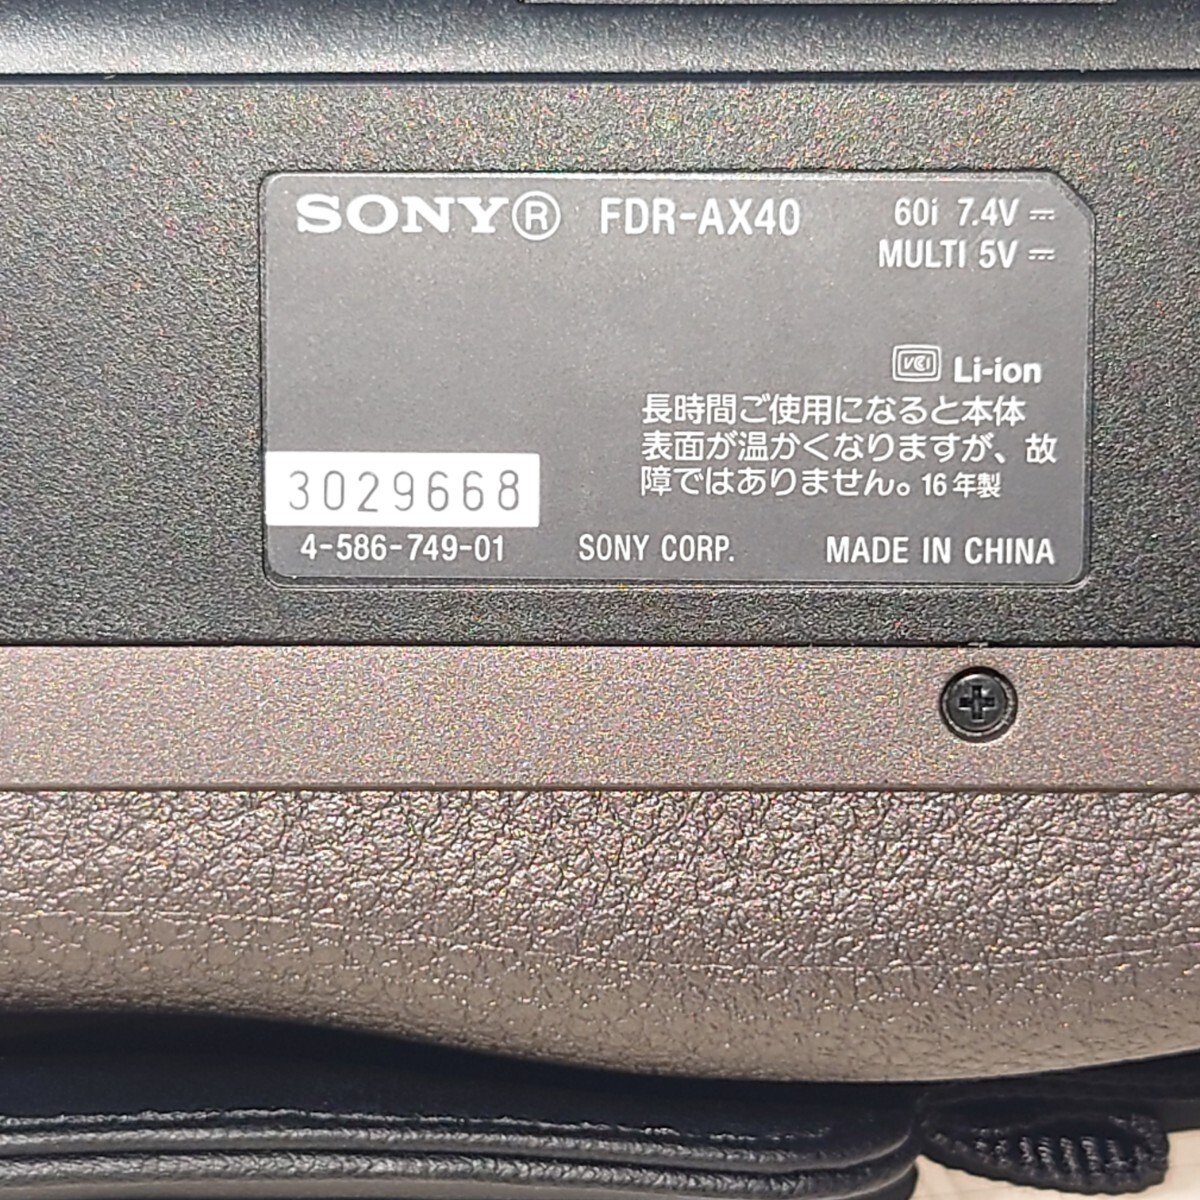 SONY® FDR-AX40
60i 7.4V ⎓
MULTI 5V ⎓
VCCI Li-ion
長時間ご使用になると本体
表面が温かくなりますが、故
障ではありません。16年製
3029668
4-586-749-01 SONY CORP. MADE IN CHINA